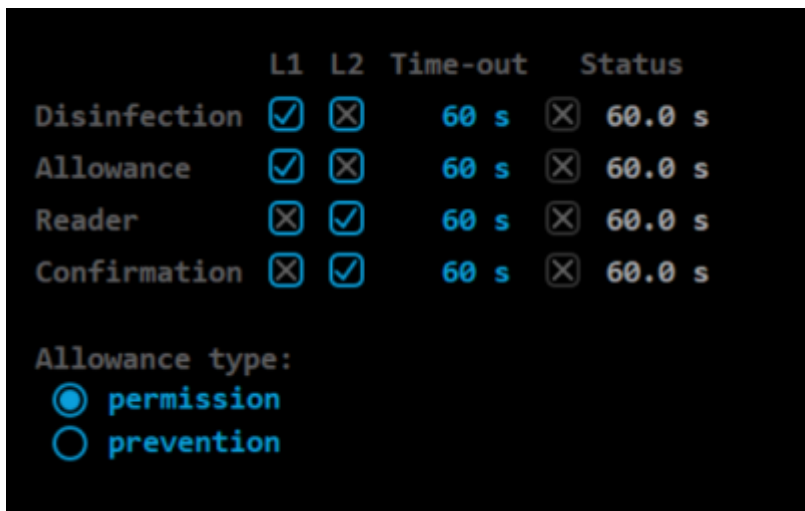 L1 L2 Time-out Status
Disinfection 60 s 60.0 s
Allowance 60 s 60.0 s
Reader 60 s 60.0 s
Confirmation 60 s 60.0 s
Allowance type:
permission
prevention